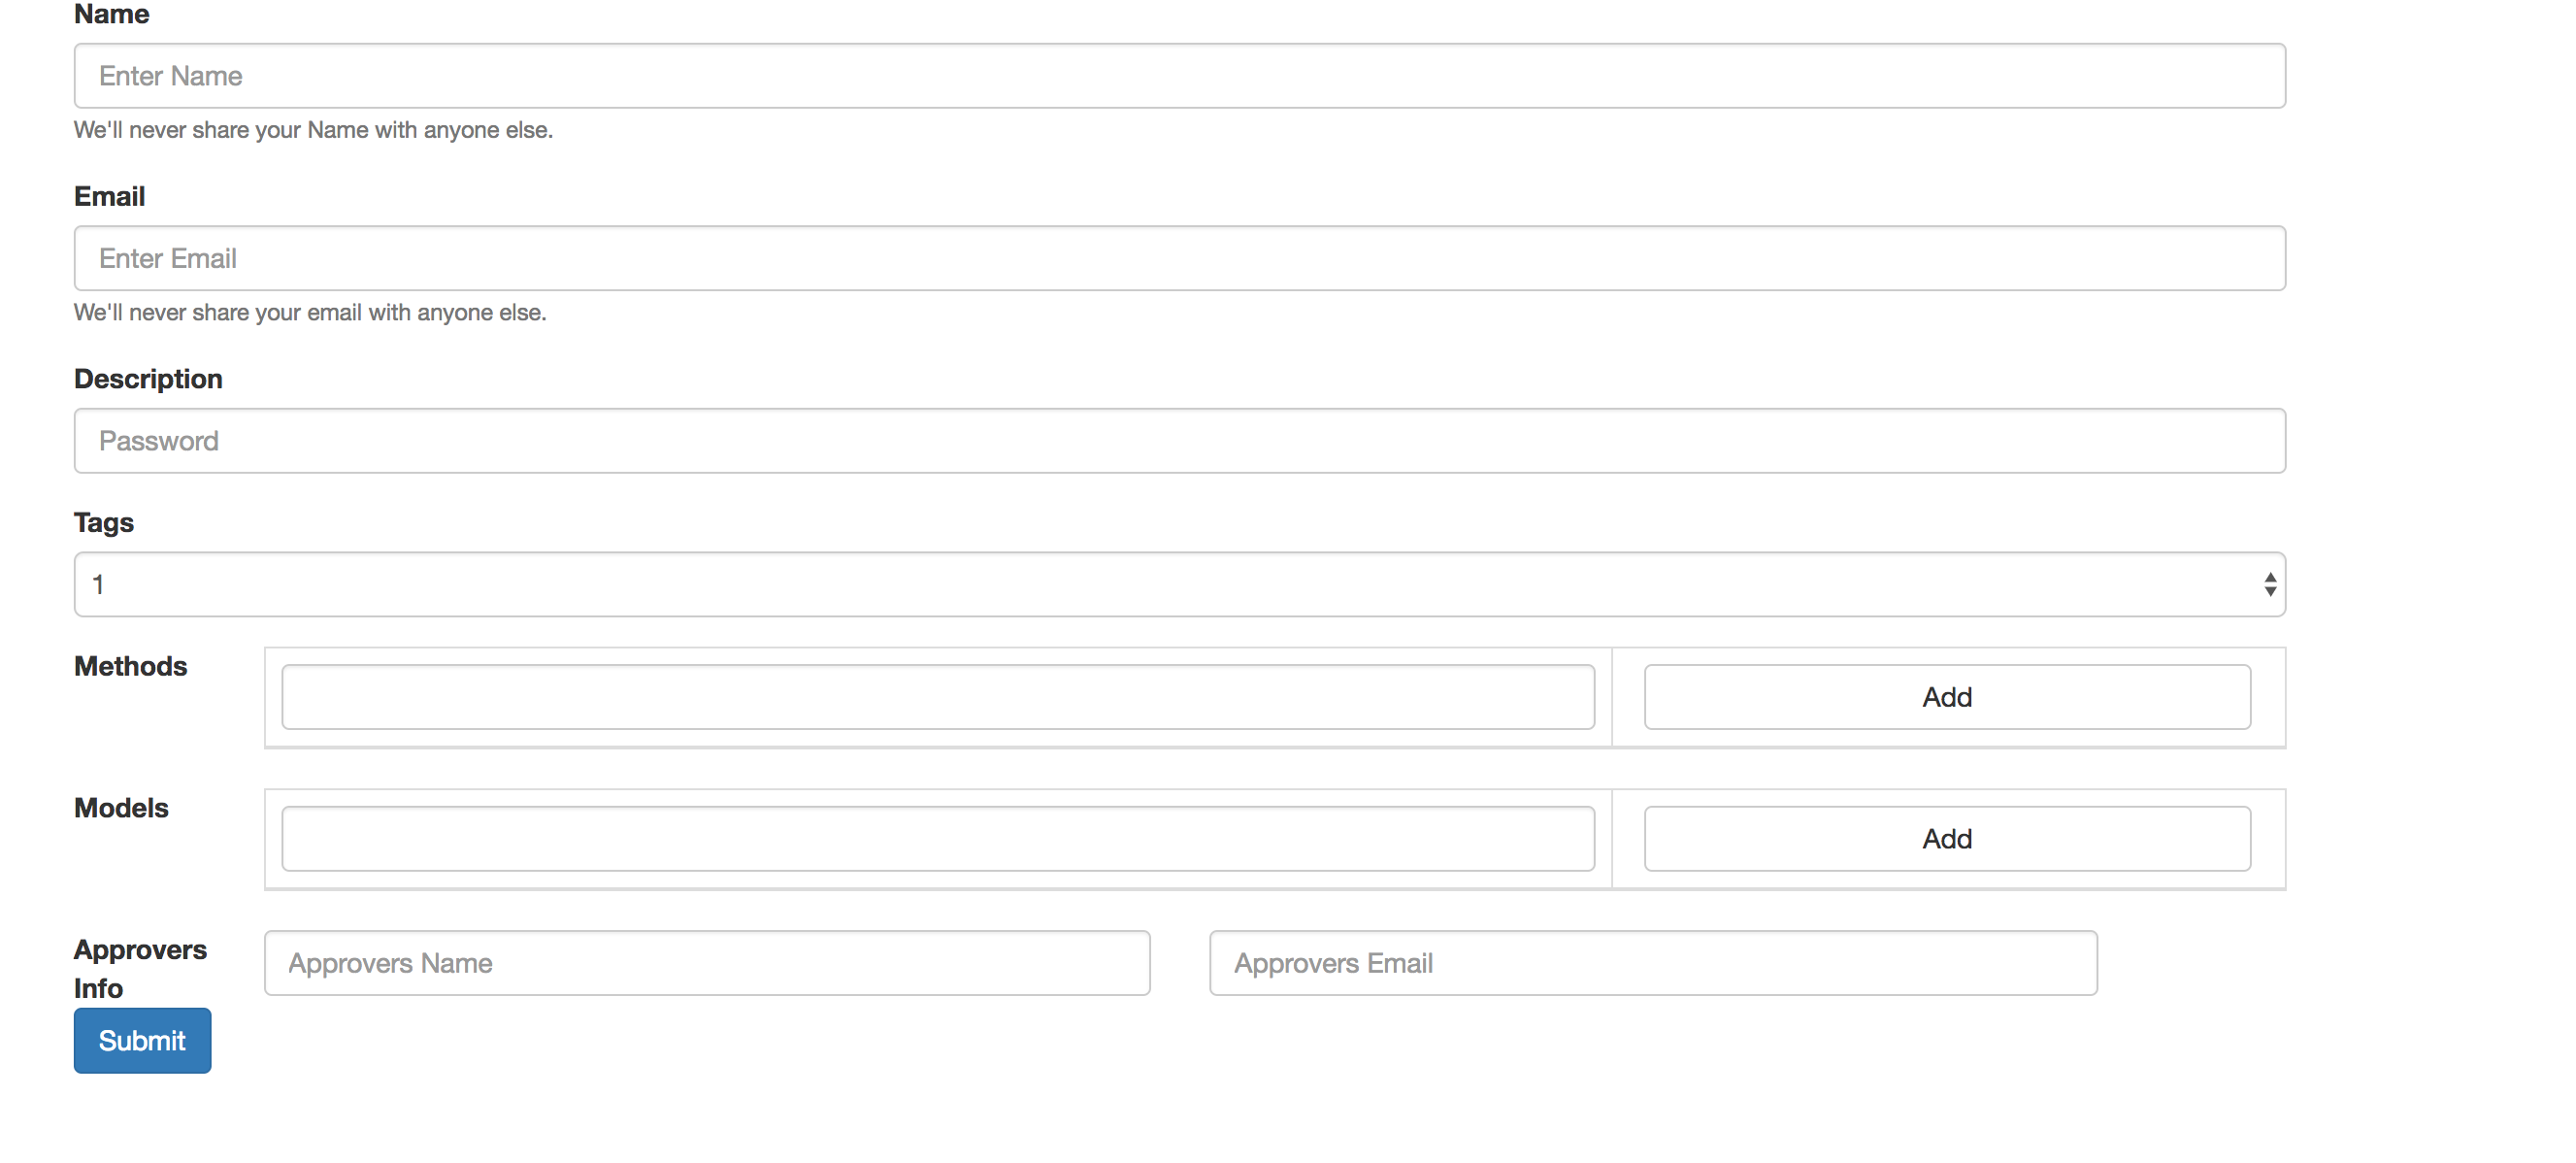 Name
Enter Name
We'll never share your Name with anyone else.
Email
Enter Email
We'll never share your email with anyone else.
Description
Password
Tags
1
Methods
Add
Models
Add
Approvers
Info
Approvers Name
Approvers Email
Submit